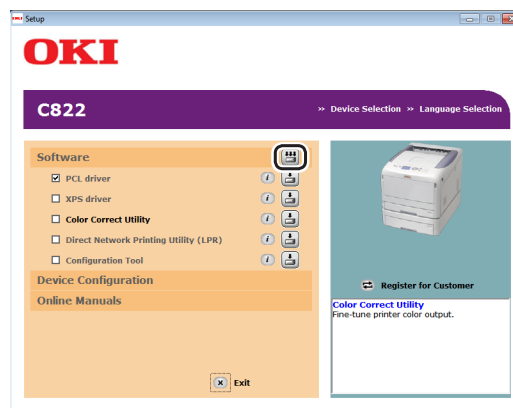 Setup
OKI
C822
» Device Selection » Language Selection
Software
PCL driver
XPS driver
Color Correct Utility
Direct Network Printing Utility (LPR)
Configuration Tool
Device Configuration
Online Manuals
Exit
Register for Customer
Color Correct Utility
Fine-tune printer color output.